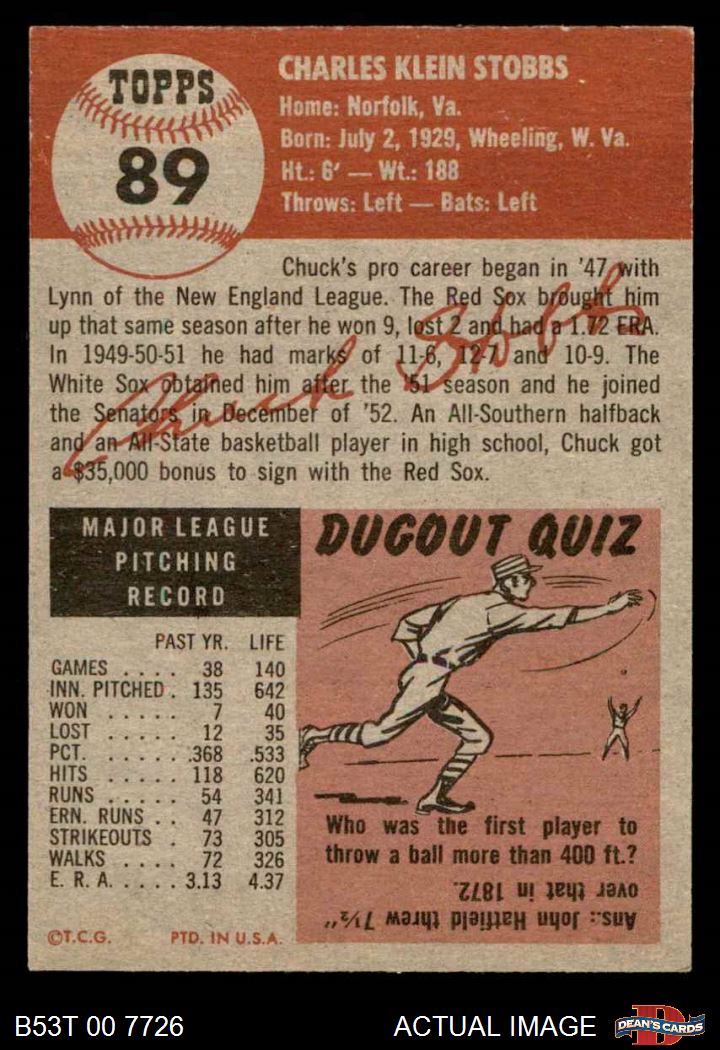 TOPPS
89
CHARLES KLEIN STOBBS
Home: Norfolk, Va.
Born: July 2, 1929, Wheeling, W. Va.
Ht.: 6' — Wt.: 188
Throws: Left — Bats: Left
Chuck's pro career began in '47 with
Lynn of the New England League. The Red Sox brought him
up that same season after he won 9, lost 2 and had a 1.72 ERA.
In 1949-50-51 he had marks of 11-6, 12-7 and 10-9. The
White Sox obtained him after the '51 season and he joined
the Senators in December of '52. An All-Southern halfback
and an All-State basketball player in high school, Chuck got
a $35,000 bonus to sign with the Red Sox.
Chuck Stobbs
MAJOR LEAGUE
PITCHING
RECORD
PAST YR. LIFE
GAMES .... 38 140
INN. PITCHED . 135 642
WON ..... 7 40
LOST ..... 12 35
PCT. ..... .368 .533
HITS ..... 118 620
RUNS ..... 54 341
ERN. RUNS .. 47 312
STRIKEOUTS . 73 305
WALKS .... 72 326
E. R. A. .... 3.13 4.37
©T.C.G. PTD. IN U.S.A.
DUGOUT QUIZ
Who was the first player to
throw a ball more than 400 ft.?
Ans.: John Hatfield threw 7½"
over that in 1872.
B53T 00 7726
ACTUAL IMAGE
D
DEAN'S CARDS